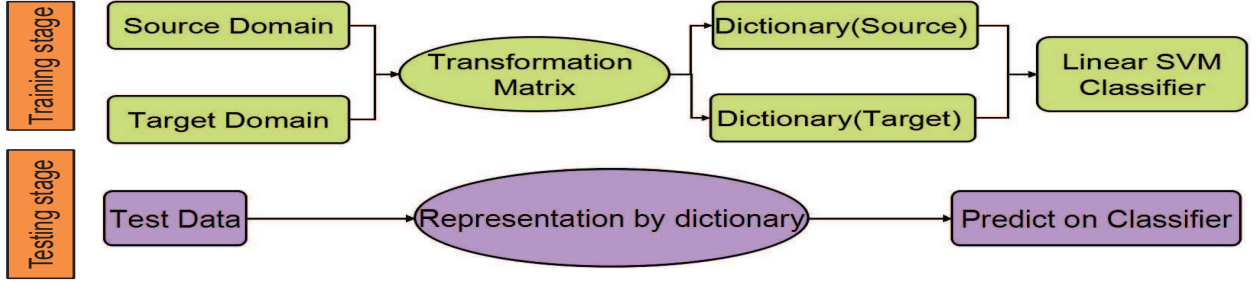 Training stage
Source Domain
Target Domain
Transformation
Matrix
Dictionary(Source)
Dictionary(Target)
Linear SVM
Classifier
Testing stage
Test Data
Representation by dictionary
Predict on Classifier